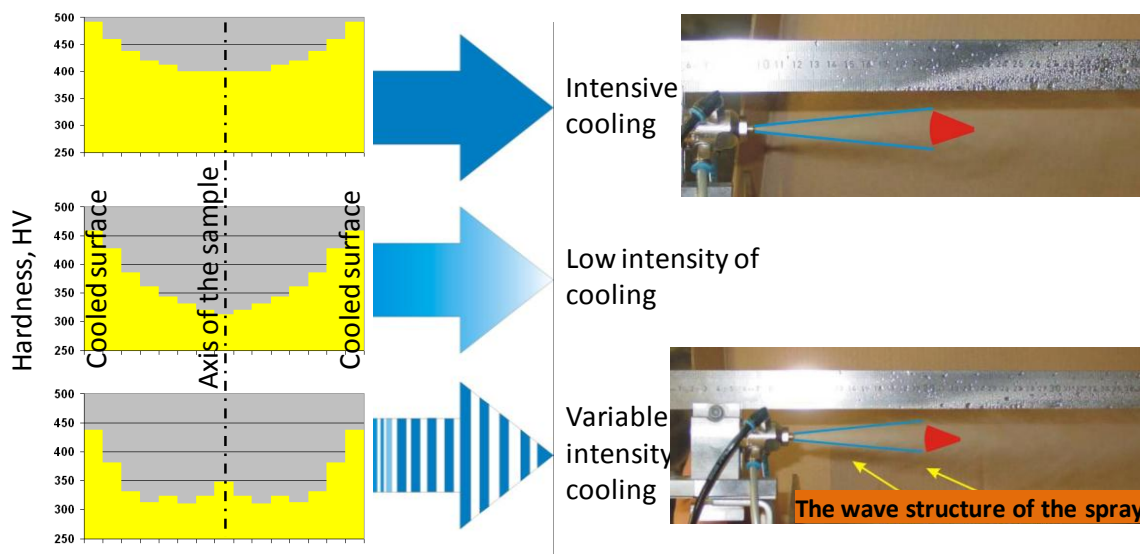 500
450
400
350
300
250
500
450
400
350
300
250
500
450
400
350
300
250
Hardness, HV
Cooled surface
Axis of the sample
Cooled surface
Intensive
cooling
Low intensity of
cooling
Variable
intensity
cooling
The wave structure of the spray